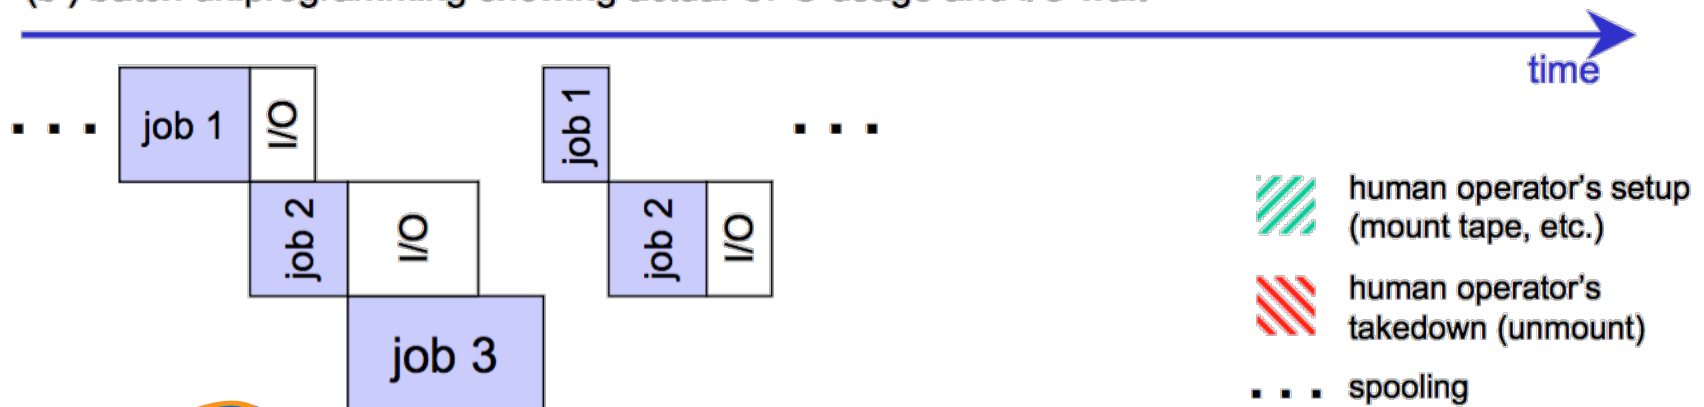 time
job 1
I/O
job 1
job 2
I/O
job 2
I/O
job 3
human operator's setup
(mount tape, etc.)
human operator's
takedown (unmount)
. . . spooling